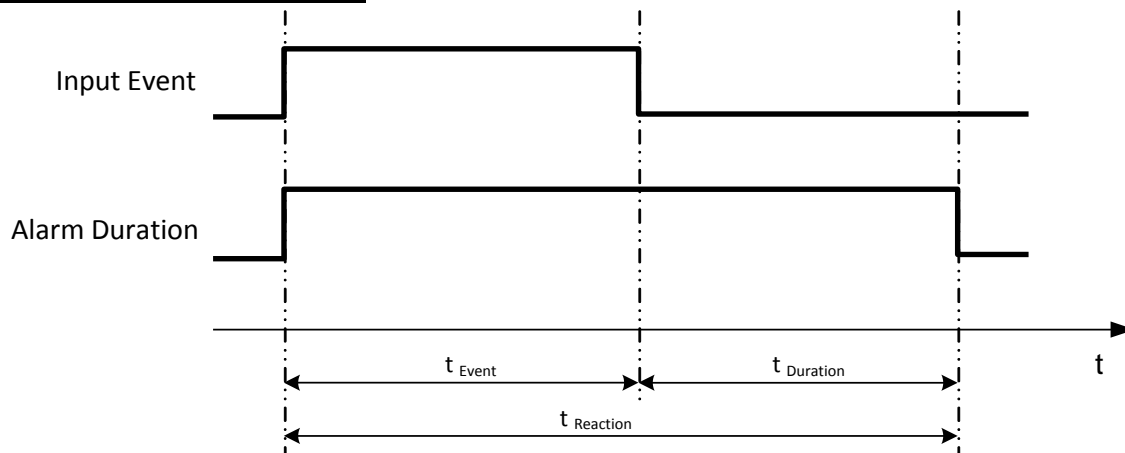 Input Event
Alarm Duration
t
t Event
t Duration
t Reaction